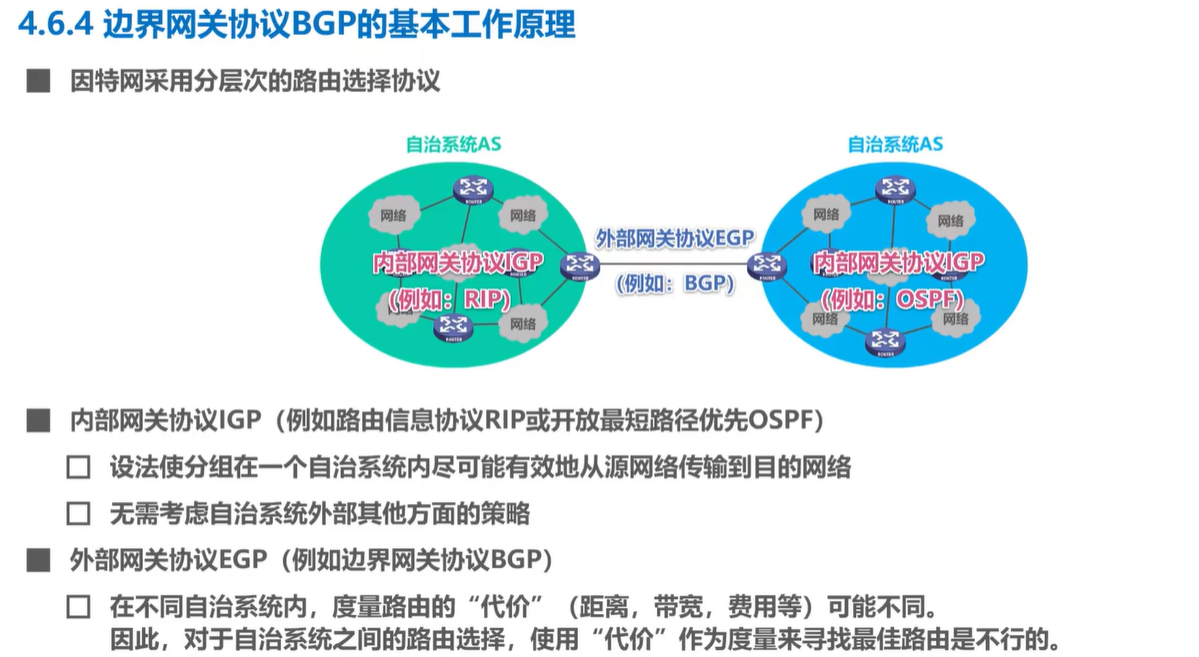 4.6.4 边界网关协议BGP的基本工作原理
因特网采用分层次的路由选择协议
自治系统AS
自治系统AS
ROUTER
ROUTER
网络
网络
网络
网络
外部网关协议EGP
内部网关协议IGP
ROUTER
ROUTER
ROUTER
内部网关协议IGP
(例如：BGP)
(例如：RIP)
(例如：OSPF)
网络
网络
网络
网络
ROUTER
ROUTER
内部网关协议IGP（例如路由信息协议RIP或开放最短路径优先OSPF）
设法使分组在一个自治系统内尽可能有效地从源网络传输到目的网络
无需考虑自治系统外部其他方面的策略
外部网关协议EGP（例如边界网关协议BGP）
在不同自治系统内，度量路由的“代价”（距离，带宽，费用等）可能不同。
因此，对于自治系统之间的路由选择，使用“代价”作为度量来寻找最佳路由是不行的。